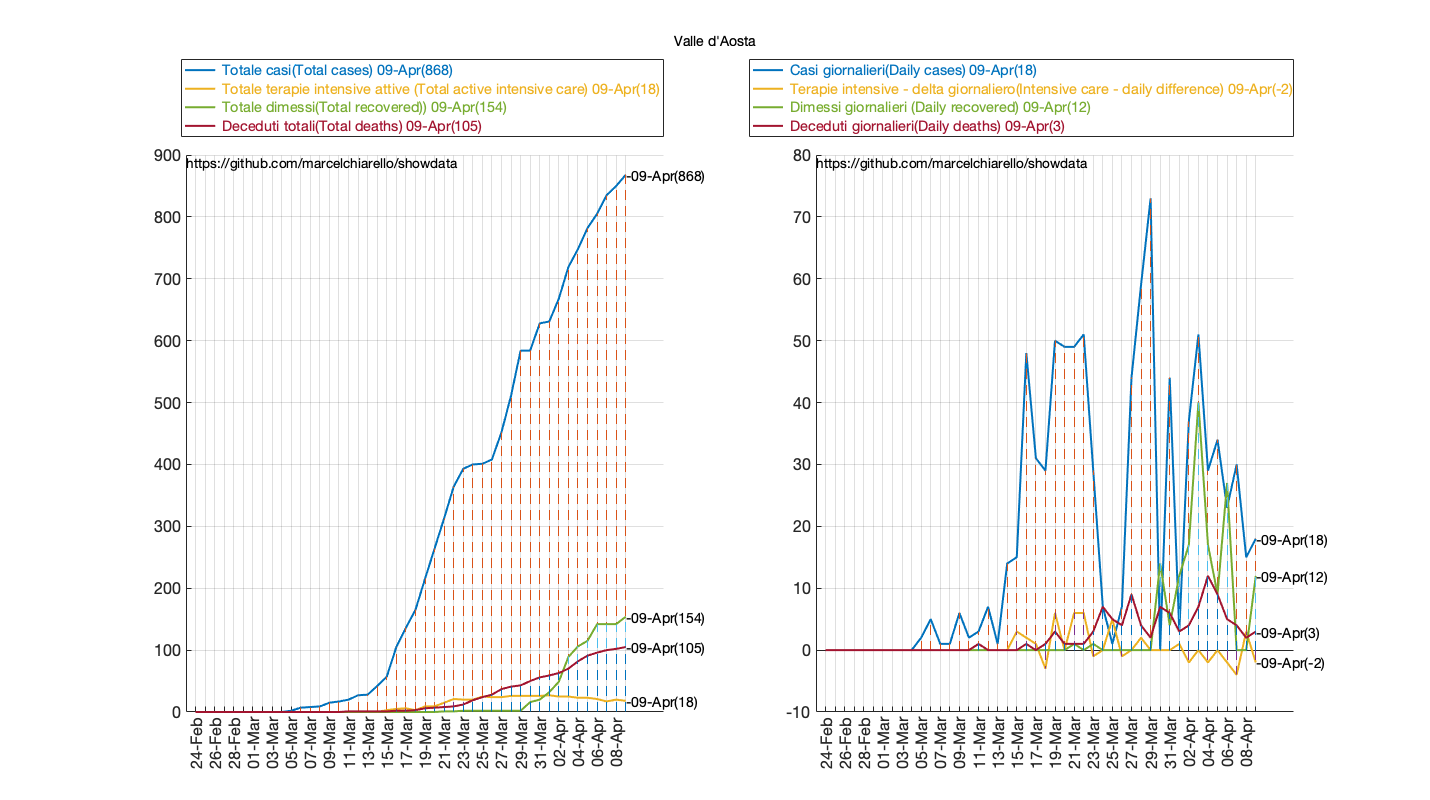 Valle d'Aosta
Totale casi(Total cases) 09-Apr(868)
Totale terapie intensive attive (Total active intensive care) 09-Apr(18)
Totale dimessi(Total recovered)) 09-Apr(154)
Deceduti totali(Total deaths) 09-Apr(105)
900
https://github.com/marcelchiarello/showdata
-09-Apr(868)
800
700
600
500
400
300
200
-09-Apr(154)
100
-09-Apr(105)
-09-Apr(18)
0
24-Feb
26-Feb
28-Feb
01-Mar
03-Mar
05-Mar
07-Mar
09-Mar
11-Mar
13-Mar
15-Mar
17-Mar
19-Mar
21-Mar
23-Mar
25-Mar
27-Mar
29-Mar
31-Mar
02-Apr
04-Apr
06-Apr
08-Apr
Casi giornalieri(Daily cases) 09-Apr(18)
Terapie intensive - delta giornaliero(Intensive care - daily difference) 09-Apr(-2)
Dimessi giornalieri (Daily recovered) 09-Apr(12)
Deceduti giornalieri(Daily deaths) 09-Apr(3)
80
https://github.com/marcelchiarello/showdata
70
60
50
40
30
20
-09-Apr(18)
10
-09-Apr(12)
-09-Apr(3)
0
-09-Apr(-2)
-10
24-Feb
26-Feb
28-Feb
01-Mar
03-Mar
05-Mar
07-Mar
09-Mar
11-Mar
13-Mar
15-Mar
17-Mar
19-Mar
21-Mar
23-Mar
25-Mar
27-Mar
29-Mar
31-Mar
02-Apr
04-Apr
06-Apr
08-Apr